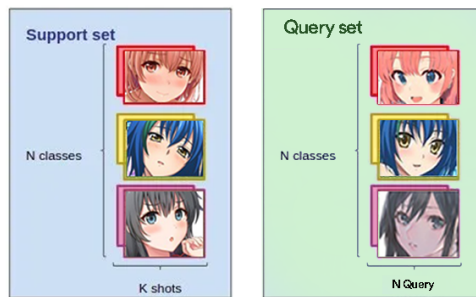 Support set
N classes
K shots
Query set
N classes
N Query